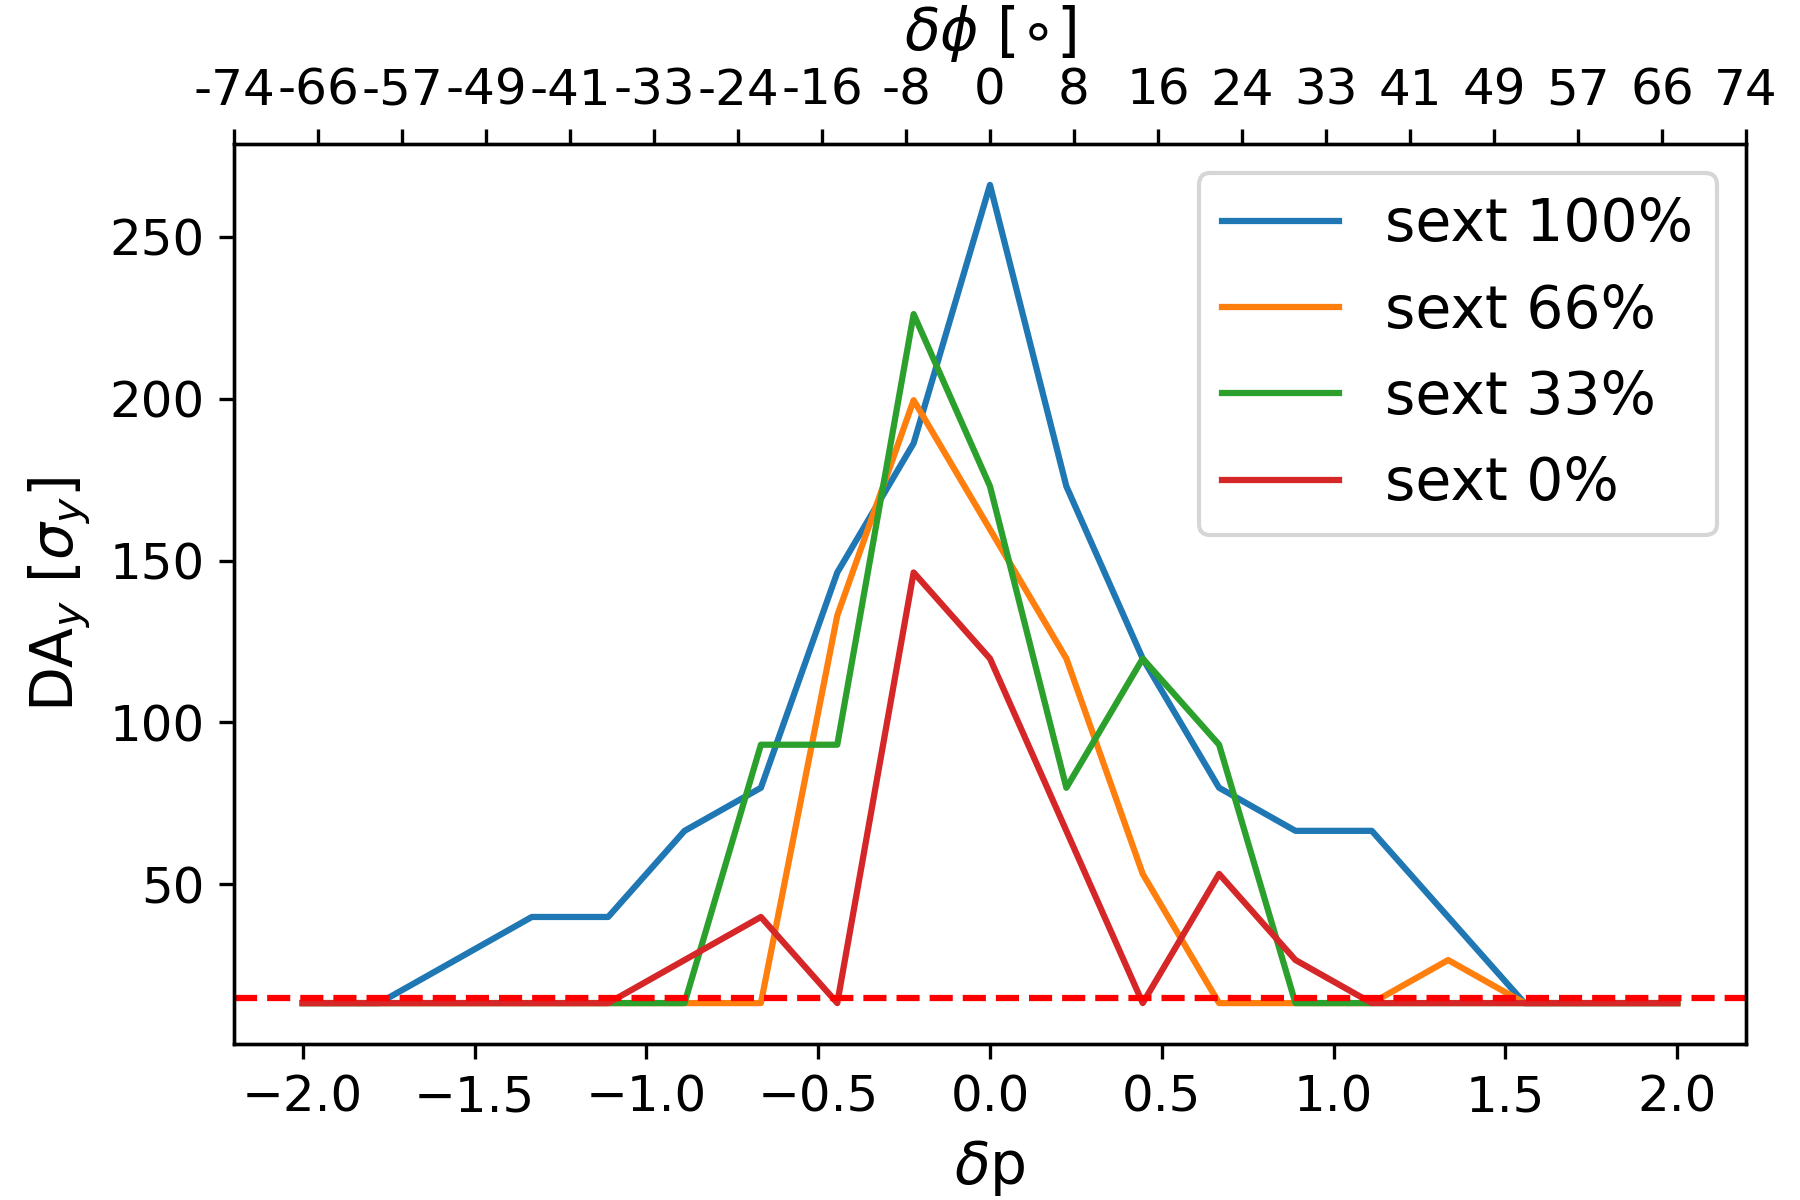 δϕ [∘]
-74 -66 -57 -49 -41 -33 -24 -16 -8 0 8 16 24 33 41 49 57 66 74
sext 100%
sext 66%
sext 33%
sext 0%
250
200
150
100
50
DAy [σy]
−2.0 −1.5 −1.0 −0.5 0.0 0.5 1.0 1.5 2.0
δp